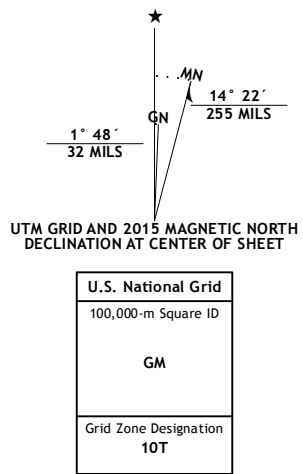 ★
MN
GN
14° 22´
255 MILS
1° 48´
32 MILS
UTM GRID AND 2015 MAGNETIC NORTH
DECLINATION AT CENTER OF SHEET
U.S. National Grid
100,000-m Square ID
GM
Grid Zone Designation
10T